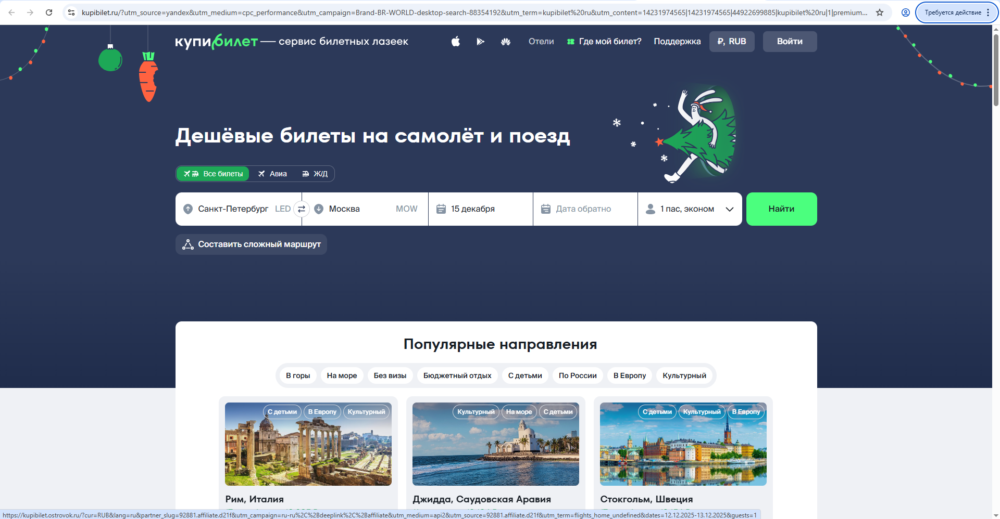 kupibilet.ru/?utm_source=yandex&utm_medium=cpc_performance&utm_campaign=Brand-BR-WORLD-desktop-search-88354192&utm_term=kupibilet%20ru&utm_content=14231974565|14231974565|44922699885|kupibilet%20ru|1|premium...
Требуется действие
купибилет — сервис билетных лазеек
Отели
Где мой билет?
Поддержка
₽, RUB
Войти
Дешёвые билеты на самолёт и поезд
Все билеты
Авиа
Ж/Д
Санкт-Петербург LED
Москва MOW
15 декабря
Дата обратно
1 пас, эконом
Найти
Составить сложный маршрут
Популярные направления
В горы
На море
Без визы
Бюджетный отдых
С детьми
По России
В Европу
Культурный
С детьми В Европу Культурный
Рим, Италия
Культурный На море С детьми
Джидда, Саудовская Аравия
С детьми Культурный В Европу
Стокгольм, Швеция
https://kupibilet.ostrovok.ru/?cur=RUB&lang=ru&partner_slug=92881.affiliate.d21f&utm_campaign=ru-ru%2C%2Bdeeplink%2C%2Baffiliate&utm_medium=api2&utm_source=92881.affiliate.d21f&utm_term=flights_home_undefined&dates=12.12.2025-13.12.2025&guests=1